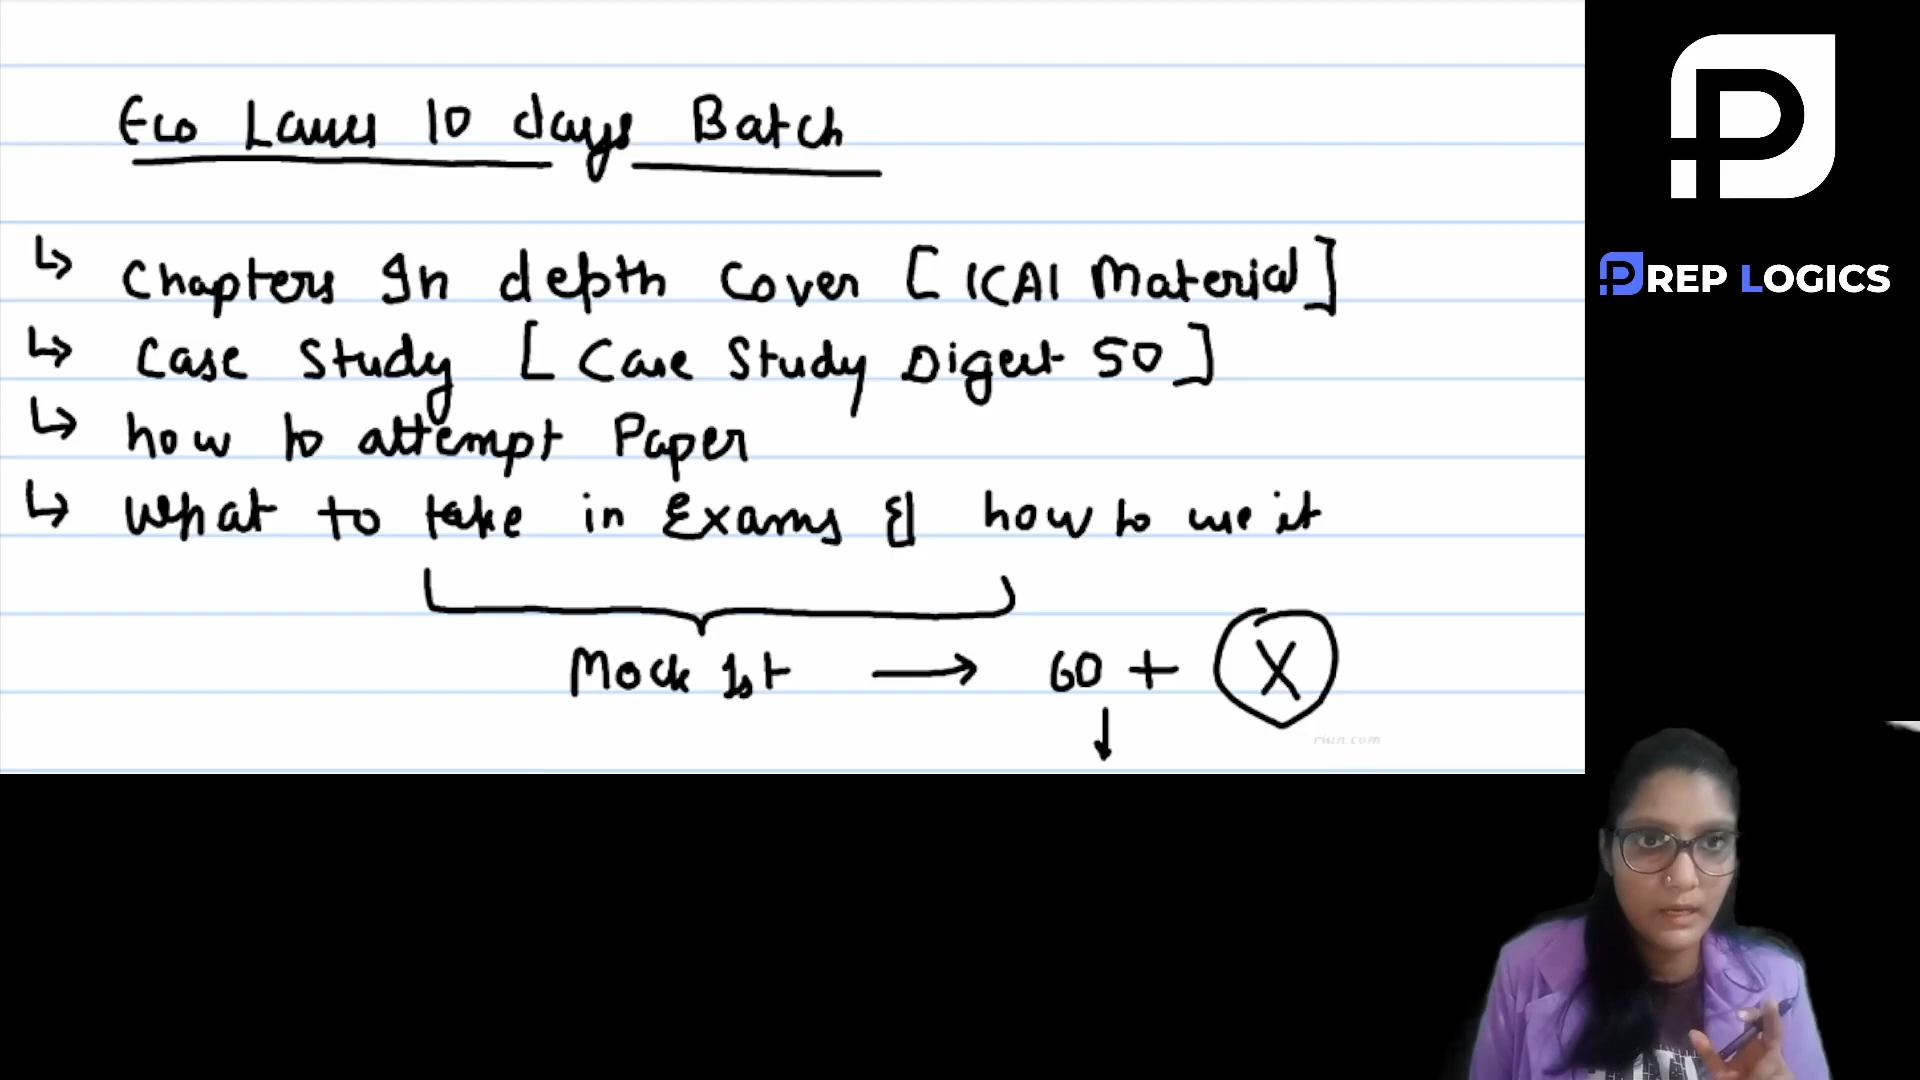 Eco Laws 10 days Batch
↳ Chapters In depth Cover [ICAI Material]
↳ Case Study [Case Study Digest 50]
↳ how to attempt Paper
↳ What to take in Exams & how to use it
Mock 1st → 60 + X
↓
PREP LOGICS